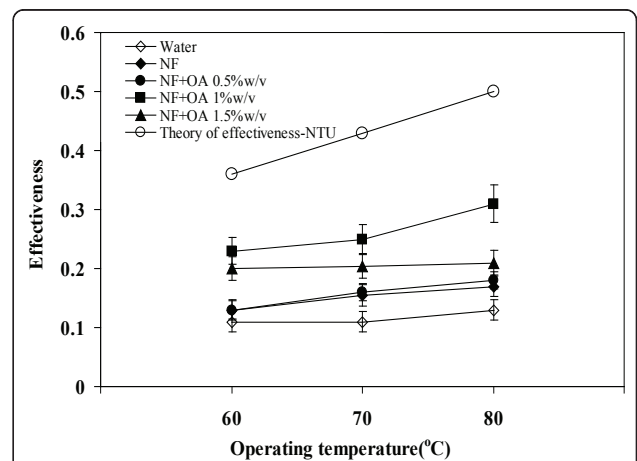 0.6
0.5
0.4
0.3
0.2
0.1
0
Effectiveness
Water
NF
NF+OA 0.5%w/v
NF+OA 1%w/v
NF+OA 1.5%w/v
Theory of effectiveness-NTU
60 70 80
Operating temperature(°C)